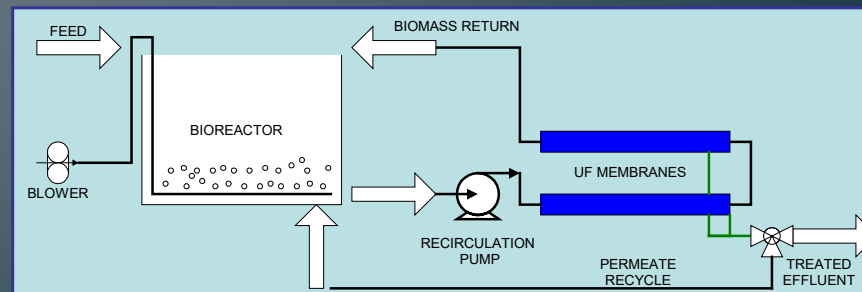 FEED
BIOMASS RETURN
BIOREACTOR
BLOWER
UF MEMBRANES
RECIRCULATION
PUMP
PERMEATE
RECYCLE
TREATED
EFFLUENT